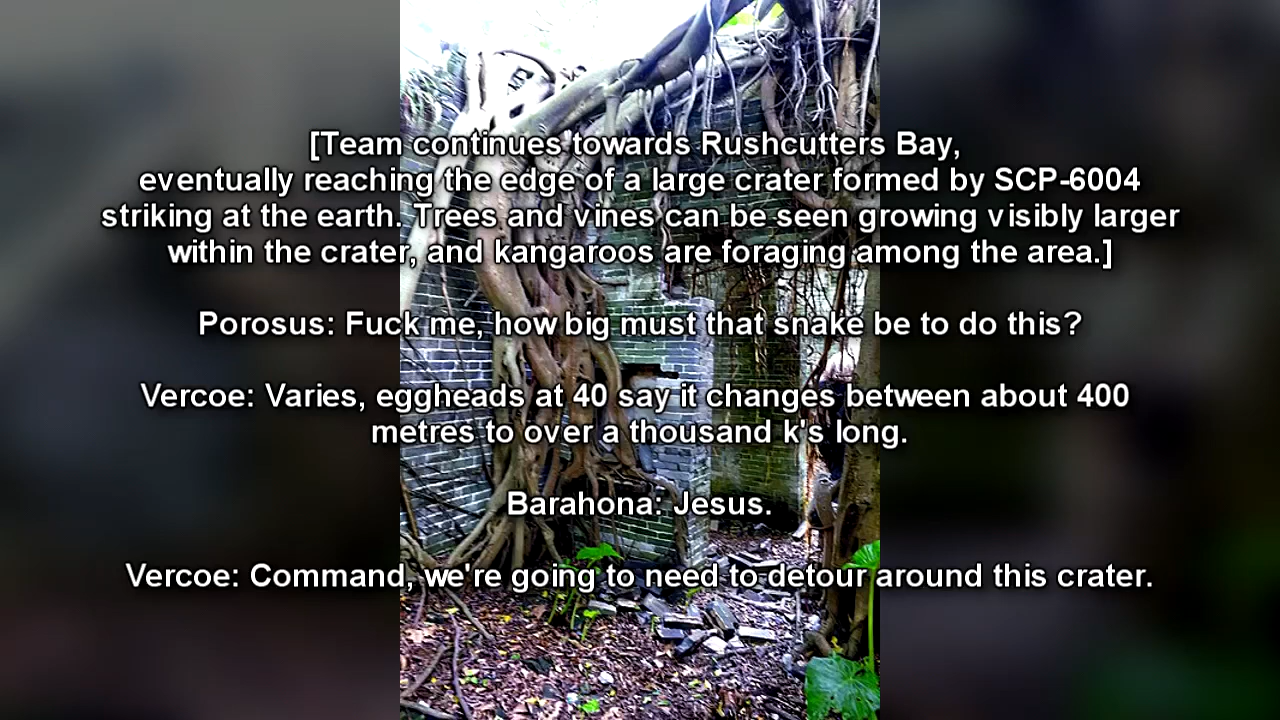 [Team continues towards Rushcutters Bay,
eventually reaching the edge of a large crater formed by SCP-6004
striking at the earth. Trees and vines can be seen growing visibly larger
within the crater, and kangaroos are foraging among the area.]
Porosus: Fuck me, how big must that snake be to do this?
Vercoe: Varies, eggheads at 40 say it changes between about 400
metres to over a thousand k's long.
Barahona: Jesus.
Vercoe: Command, we're going to need to detour around this crater.